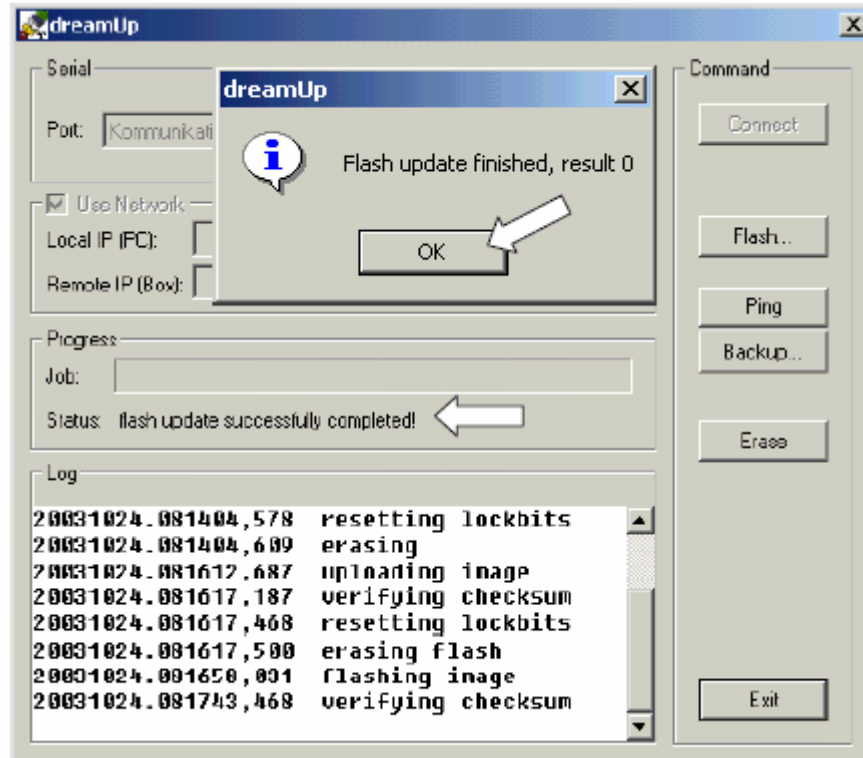 dreamUp
Serial
Port: Kommunikati
Use Network
Local IP (PC):
Remote IP (Box):
dreamUp
Flash update finished, result 0
OK
Progress
Job:
Status: flash update successfully completed!
Log
20031024.081404,578 resetting lockbits
20031024.081404,609 erasing
20031024.081612,687 uploading image
20031024.081617,187 verifying checksum
20031024.081617,468 resetting lockbits
20031024.081617,500 erasing flash
20031024.081650,031 flashing image
20031024.081743,468 verifying checksum
Command
Connect
Flash...
Ping
Backup...
Erase
Exit